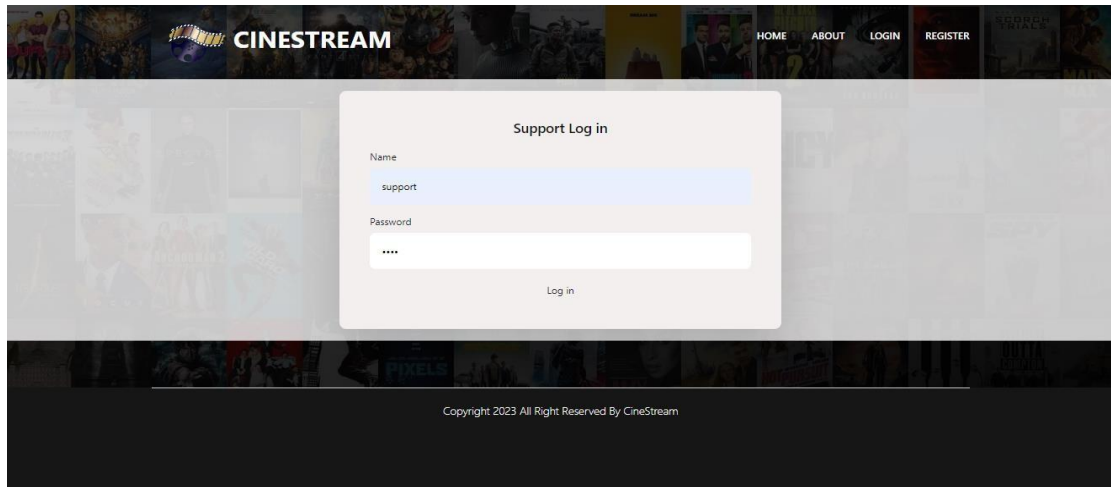 CINESTREAM
HOME ABOUT LOGIN REGISTER
Support Log in
Name
support
Password
••••
Log in
PIXELS
Copyright 2023 All Right Reserved By CineStream